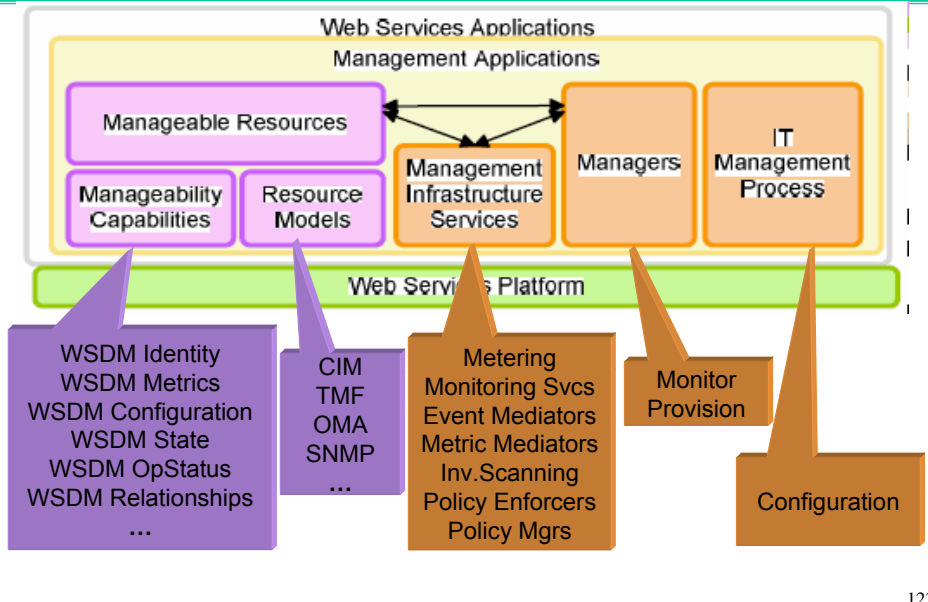 Web Services Applications
Management Applications
Manageable Resources
Manageability
Capabilities
Resource
Models
Management
Infrastructure
Services
Managers
IT
Management
Process
Web Services Platform
WSDM Identity
WSDM Metrics
WSDM Configuration
WSDM State
WSDM OpStatus
WSDM Relationships
...
CIM
TMF
OMA
SNMP
...
Metering
Monitoring Svcs
Event Mediators
Metric Mediators
Inv.Scanning
Policy Enforcers
Policy Mgrs
Monitor
Provision
Configuration